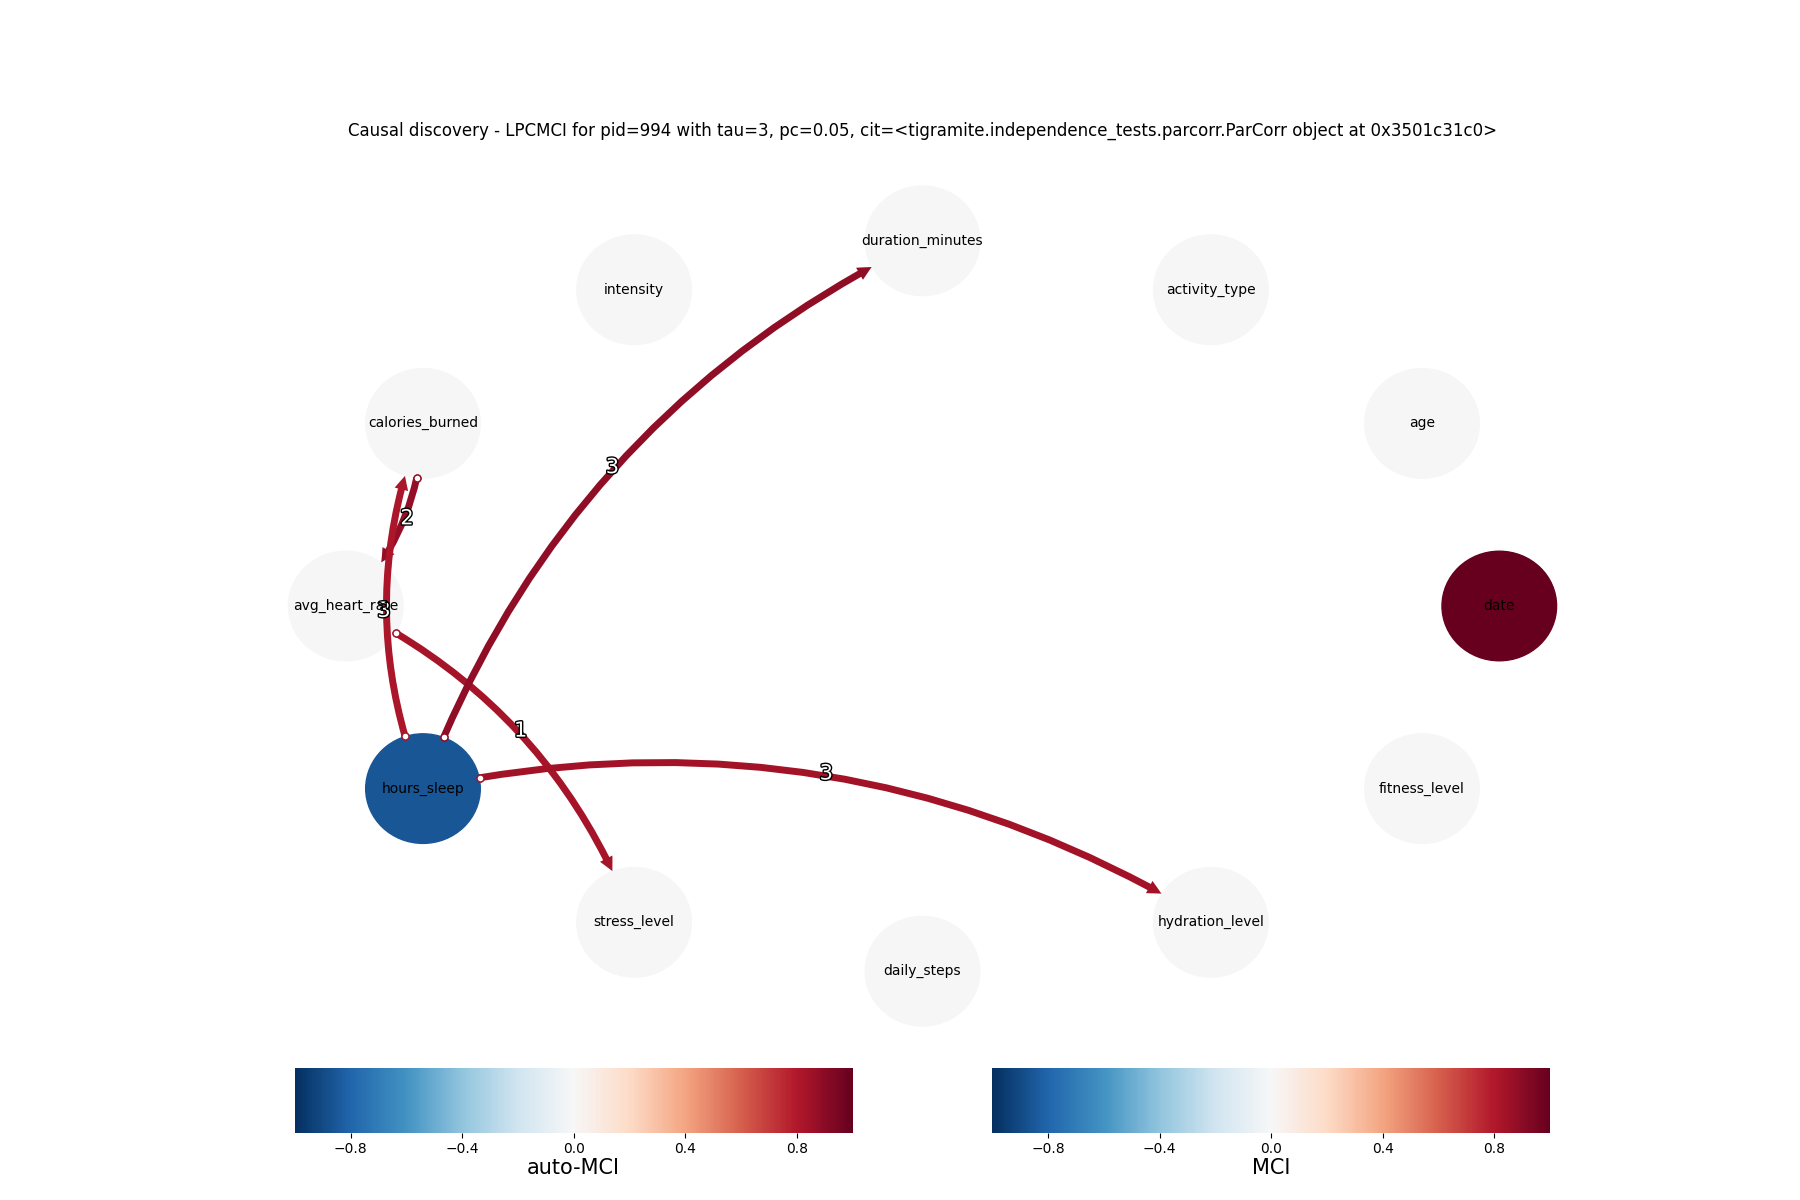 Causal discovery - LPCMCI for pid=994 with tau=3, pc=0.05, cit=<tigramite.independence_tests.parcorr.ParCorr object at 0x3501c31c0>
duration_minutes
intensity
activity_type
calories_burned
age
3
2
avg_heart_rate
3
date
1
3
hours_sleep
fitness_level
stress_level
hydration_level
daily_steps
−0.8 −0.4 0.0 0.4 0.8
auto-MCI
−0.8 −0.4 0.0 0.4 0.8
MCI